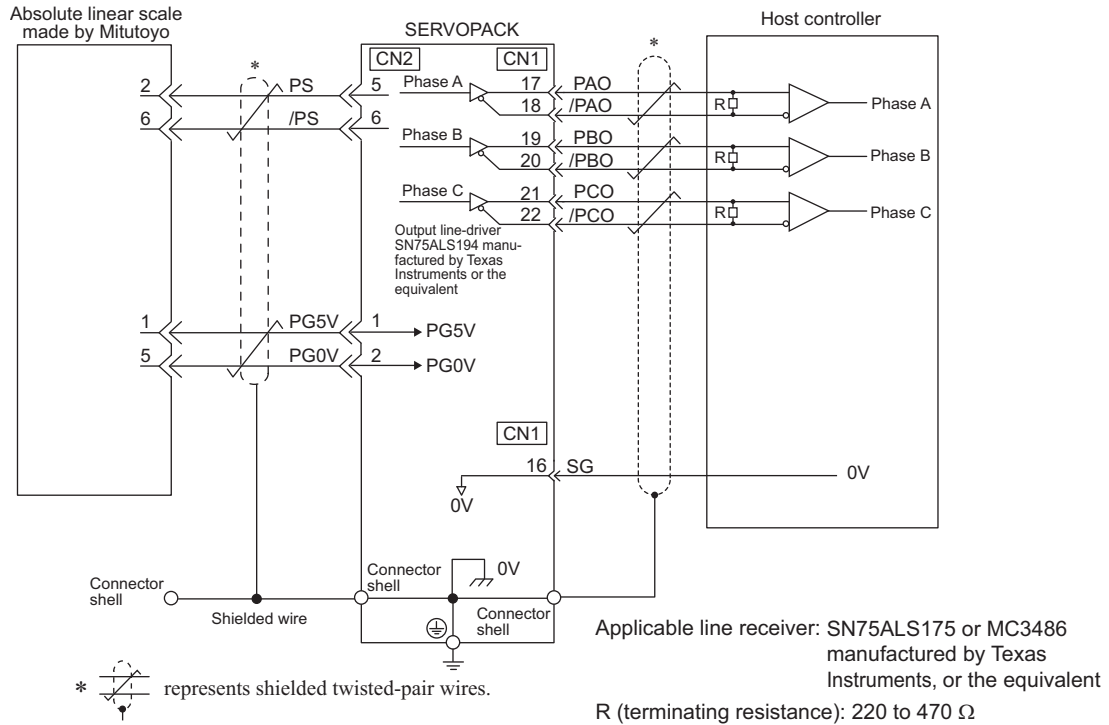 Absolute linear scale
made by Mitutoyo
SERVOPACK
Host controller
*
*
CN2
CN1
2
PS
5
6
/PS
6
Phase A
17
PAO
18
/PAO
R
Phase A
Phase B
19
PBO
20
/PBO
R
Phase B
Phase C
21
PCO
22
/PCO
R
Phase C
Output line-driver
SN75ALS194 manu-
factured by Texas
Instruments or the
equivalent
1
PG5V
1
PG5V
5
PG0V
2
PG0V
CN1
16
SG
0V
0V
Connector
shell
Shielded wire
Connector
shell
0V
Connector
shell
* represents shielded twisted-pair wires.
Applicable line receiver: SN75ALS175 or MC3486
manufactured by Texas
Instruments, or the equivalent
R (terminating resistance): 220 to 470 Ω